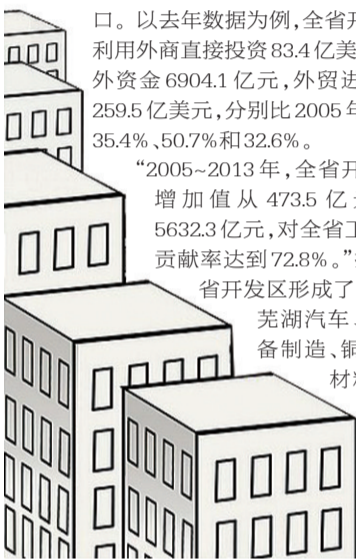 口。以去年数据为例，全省开
利用外商直接投资83.4亿美
外资金6904.1亿元，外贸进
259.5亿美元，分别比2005年
35.4%、50.7%和32.6%。
“2005~2013年，全省开
增加值从473.5亿
5632.3亿元，对全省工
贡献率达到72.8%。”
省开发区形成了
芜湖汽车、
备制造、铜
材料